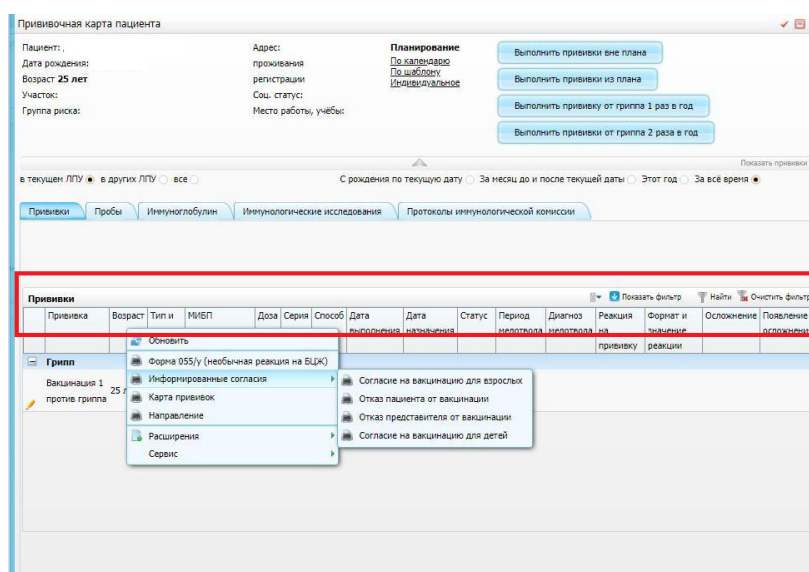 Прививочная карта пациента
Пациент: ,
Дата рождения:
Возраст 25 лет
Участок:
Группа риска:
Адрес:
проживания
регистрации
Соц. статус:
Место работы, учёбы:
Планирование
По календарю
По шаблону
Индивидуальное
Выполнить прививки вне плана
Выполнить прививки из плана
Выполнить прививку от гриппа 1 раз в год
Выполнить прививки от гриппа 2 раза в год
Показать прививки
в текущем ЛПУ в других ЛПУ все С рождения по текущую дату За месяц до и после текущей даты Этот год За всё время
Прививки Пробы Иммуноглобулин Иммунологические исследования Протоколы иммунологической комиссии
Прививки Показать фильтр Найти Очистить фильтр
Прививка Возраст Тип и МИБП Доза Серия Способ Дата Дата Статус Период Диагноз Реакция Формат и Осложнение Появление
выполнения назначения медотвода медотвода на значение осложнени
прививку реакции
Грипп
Вакцинация 1
против гриппа
25 л
Обновить
Форма 055/у (необычная реакция на БЦЖ)
Информированные согласия
Карта прививок
Направление
Расширения
Сервис
Согласие на вакцинацию для взрослых
Отказ пациента от вакцинации
Отказ представителя от вакцинации
Согласие на вакцинацию для детей